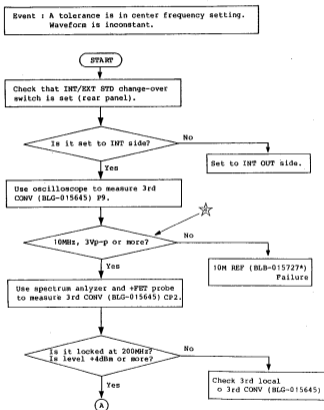 Event : A tolerance is in center frequency setting.
Waveform is inconstant.
START
Check that INT/EXT STD change-over
switch is set (rear panel).
Is it set to INT side?
No
Set to INT OUT side.
Yes
Use oscilloscope to measure 3rd
CONV (BLG-015645) P9.
10MHz, 3Vp-p or more?
No
10M REF (BLB-015727*)
Failure
Yes
Use spectrum anlyzer and +FET probe
to measure 3rd CONV (BLG-015645) CP2.
Is it locked at 200MHz?
Is level +4dBm or more?
No
Check 3rd local
o 3rd CONV (BLG-015645)
Yes
A